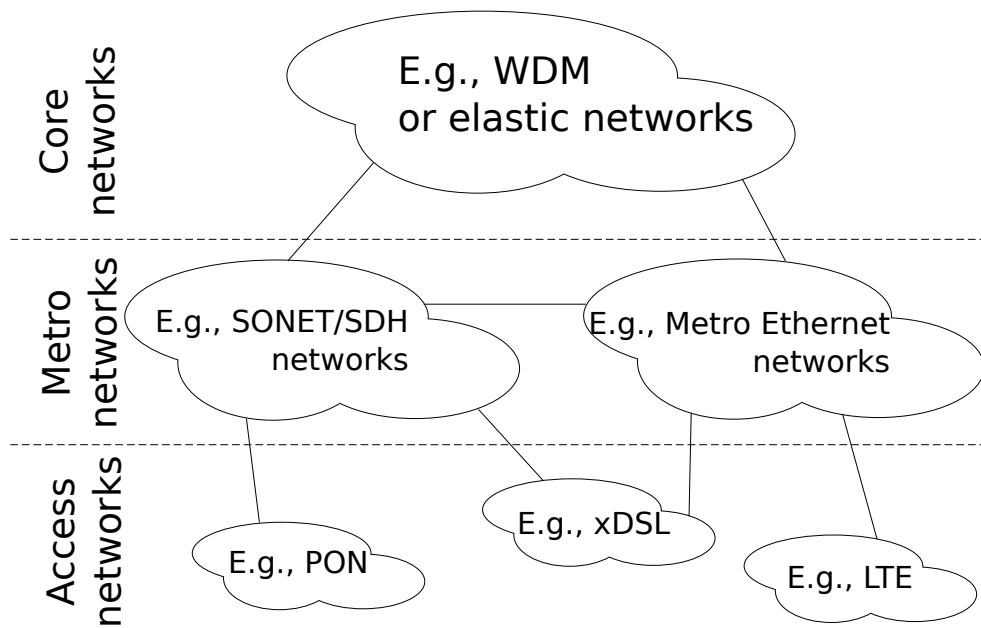 Core
networks
E.g., WDM
or elastic networks
Metro
networks
E.g., SONET/SDH
networks
E.g., Metro Ethernet
networks
Access
networks
E.g., PON
E.g., xDSL
E.g., LTE